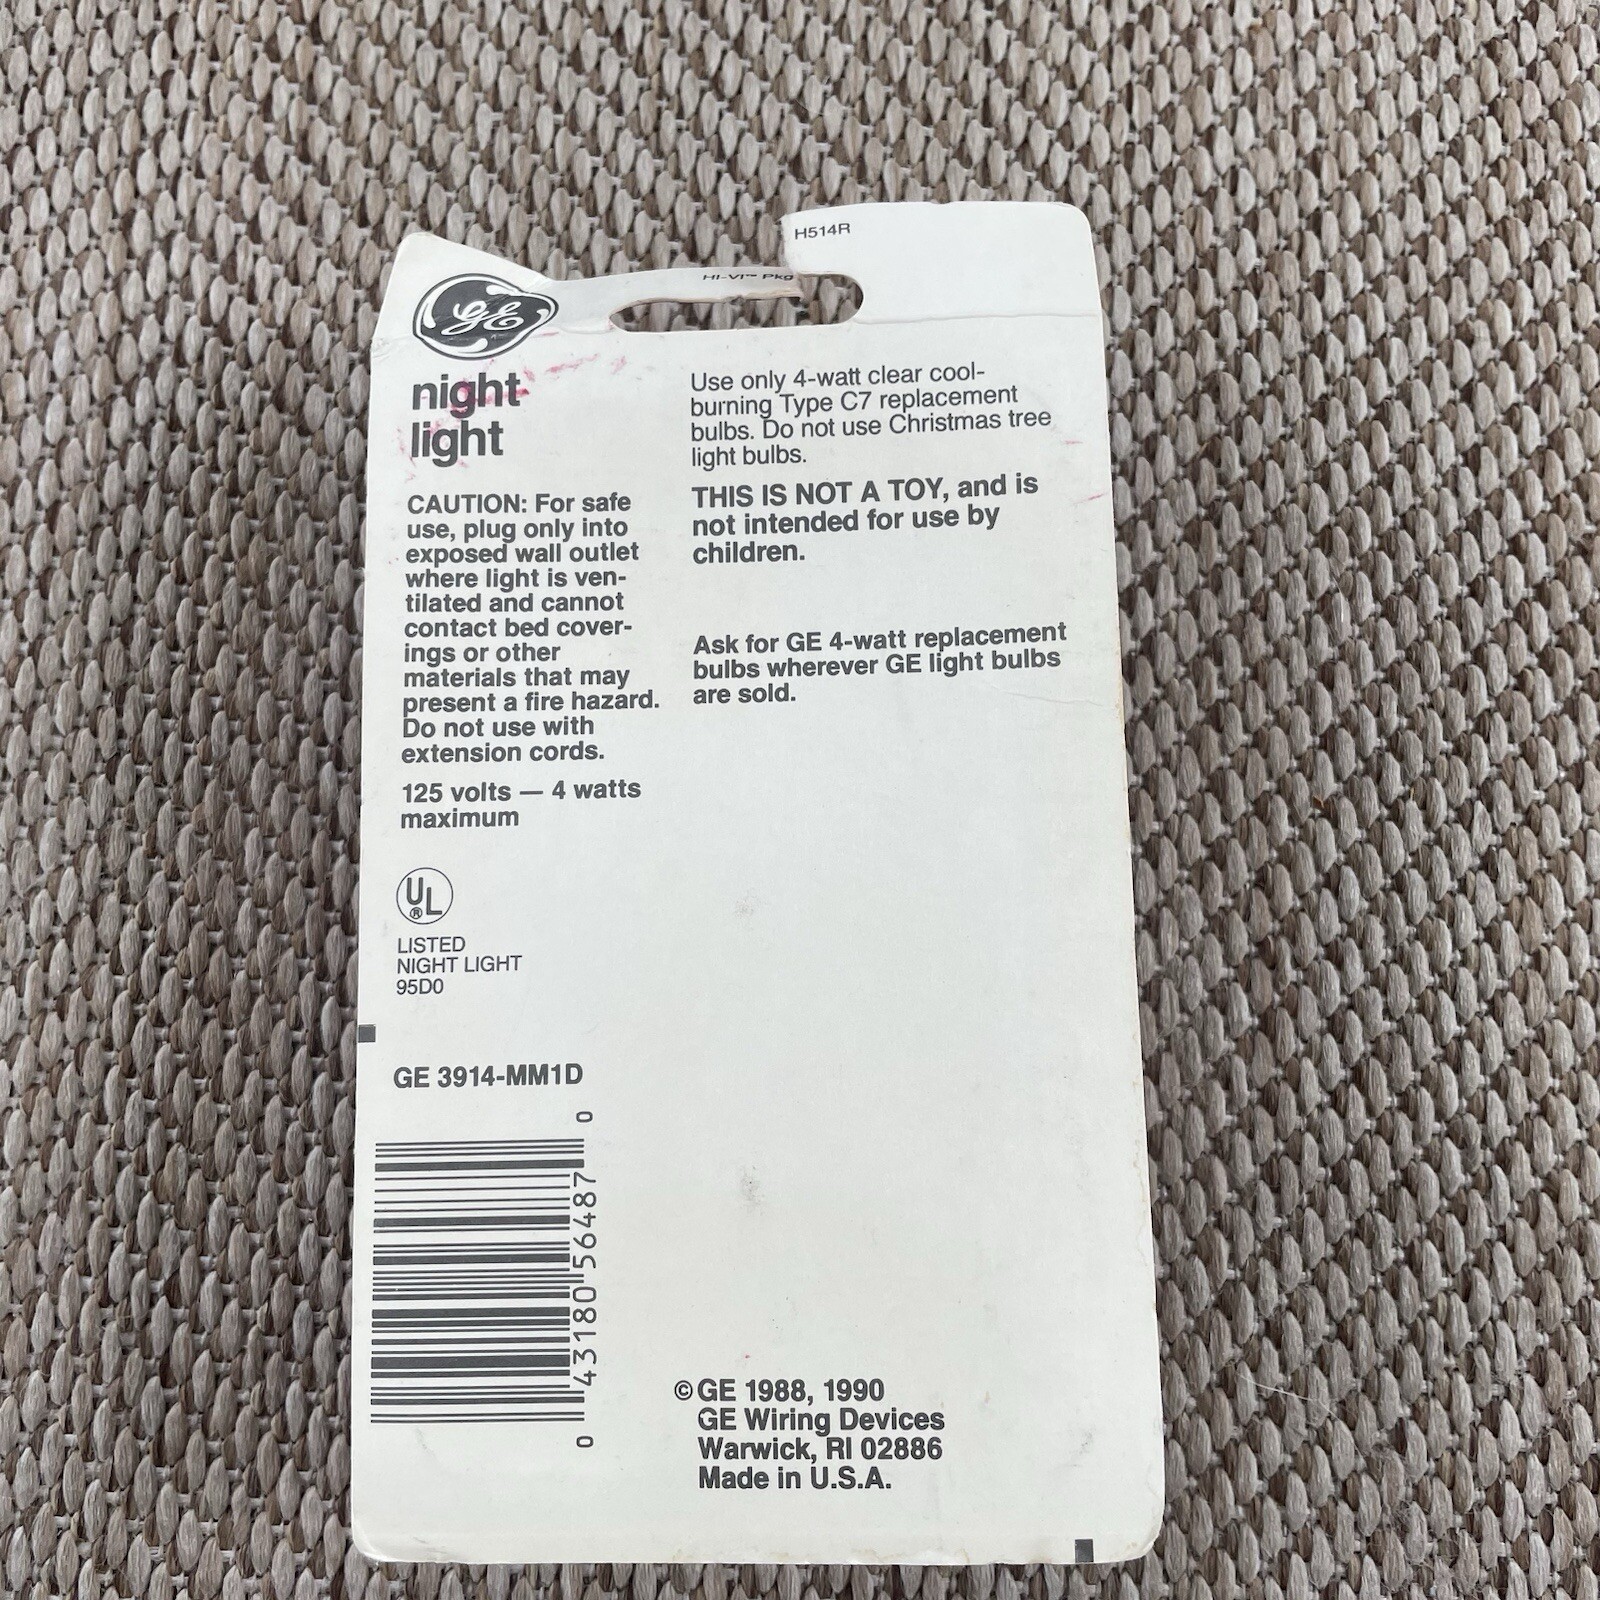 H514R
HI-VI™ Pkg
GE
night
light
CAUTION: For safe
use, plug only into
exposed wall outlet
where light is ven-
tilated and cannot
contact bed cover-
ings or other
materials that may
present a fire hazard.
Do not use with
extension cords.
125 volts — 4 watts
maximum
UL
®
LISTED
NIGHT LIGHT
95D0
GE 3914-MM1D
0 43180 56487 0
Use only 4-watt clear cool-
burning Type C7 replacement
bulbs. Do not use Christmas tree
light bulbs.
THIS IS NOT A TOY, and is
not intended for use by
children.
Ask for GE 4-watt replacement
bulbs wherever GE light bulbs
are sold.
© GE 1988, 1990
GE Wiring Devices
Warwick, RI 02886
Made in U.S.A.